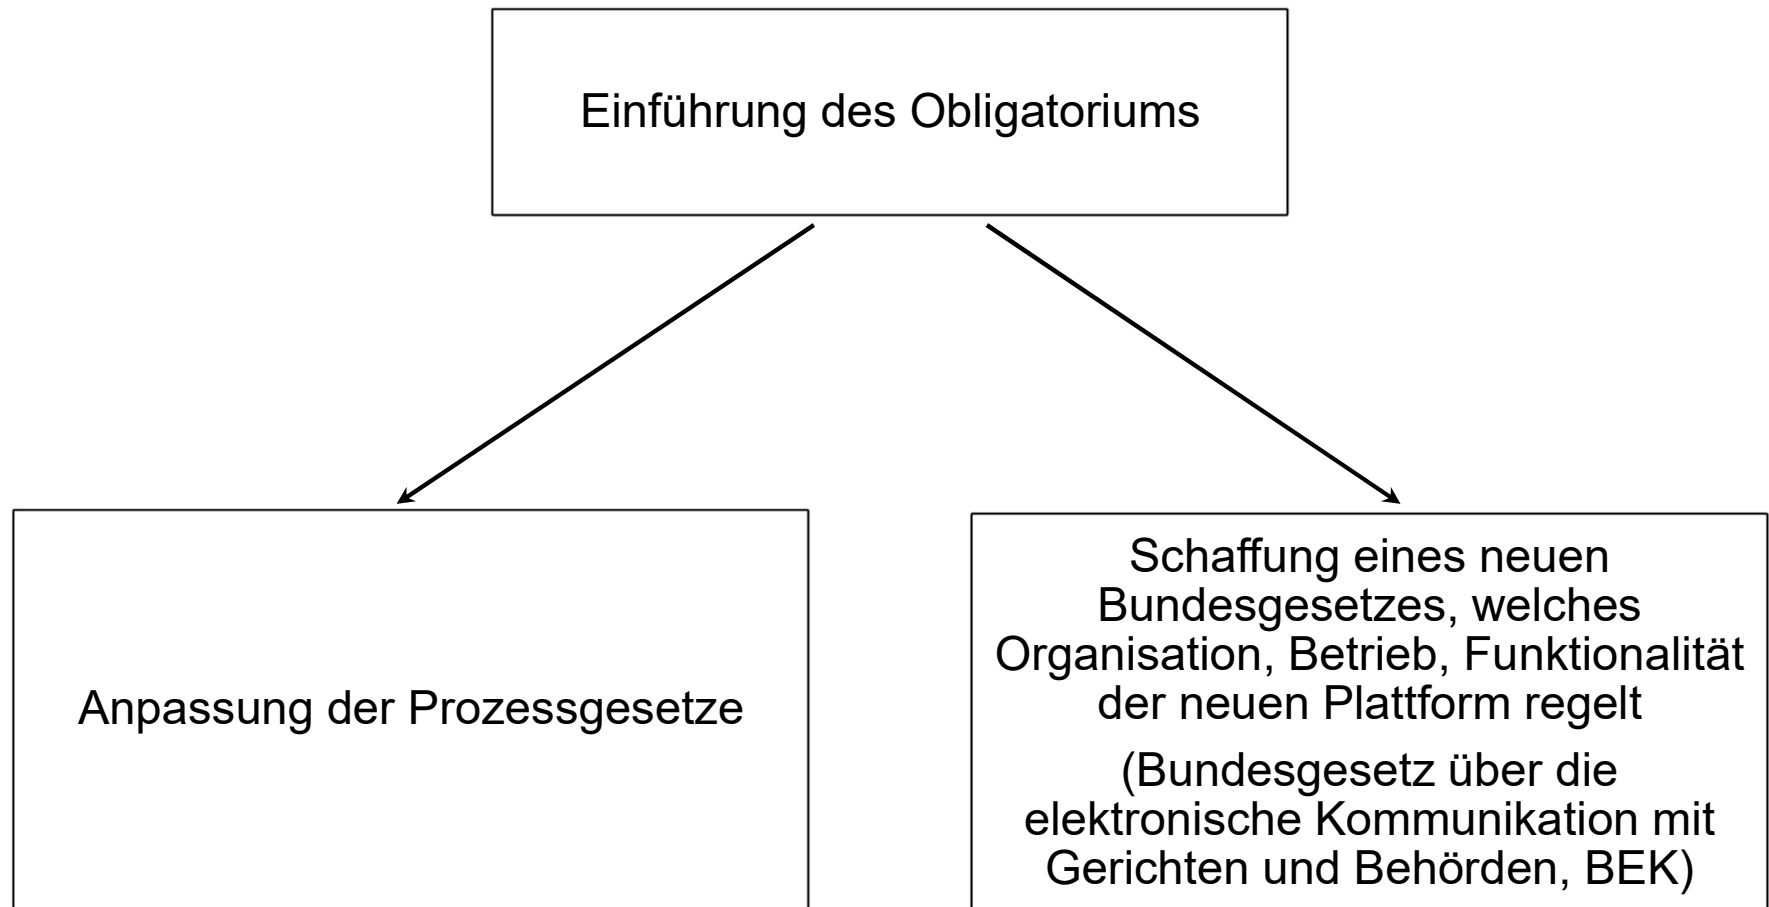 Einführung des Obligatoriums
Anpassung der Prozessgesetze
Schaffung eines neuen
Bundesgesetzes, welches
Organisation, Betrieb, Funktionalität
der neuen Plattform regelt
(Bundesgesetz über die
elektronische Kommunikation mit
Gerichten und Behörden, BEK)